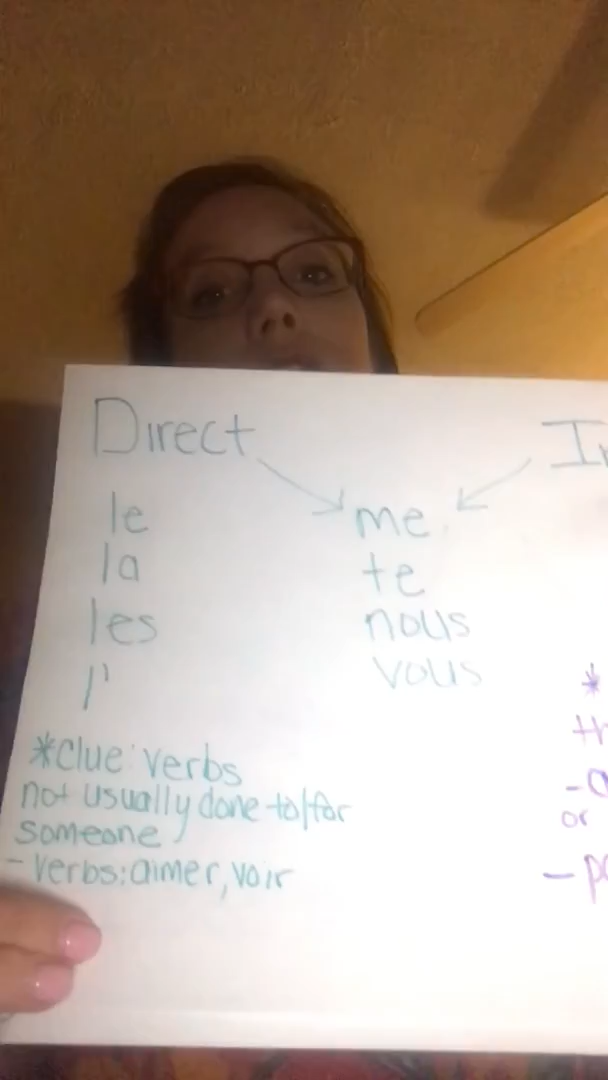 Direct
le
la
les
l'
me
te
nous
vous
*clue: verbs
not usually done to/for
someone
- verbs: aimer, voir
*
or